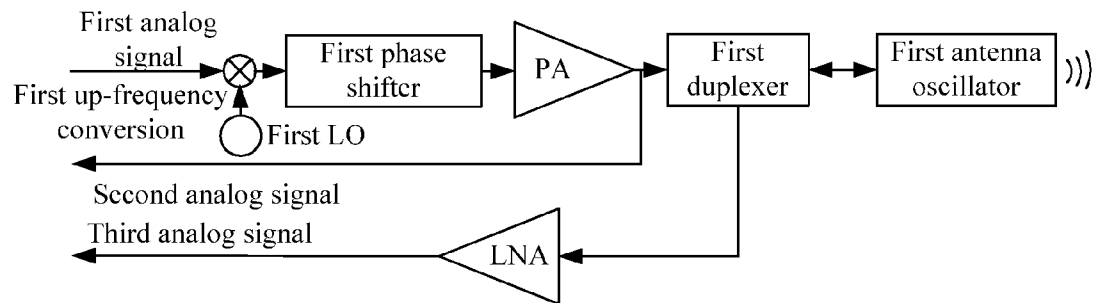 First analog
signal
First up-frequency
conversion
First LO
First phase
shifter
PA
First
duplexer
First antenna
oscillator
Second analog signal
Third analog signal
LNA